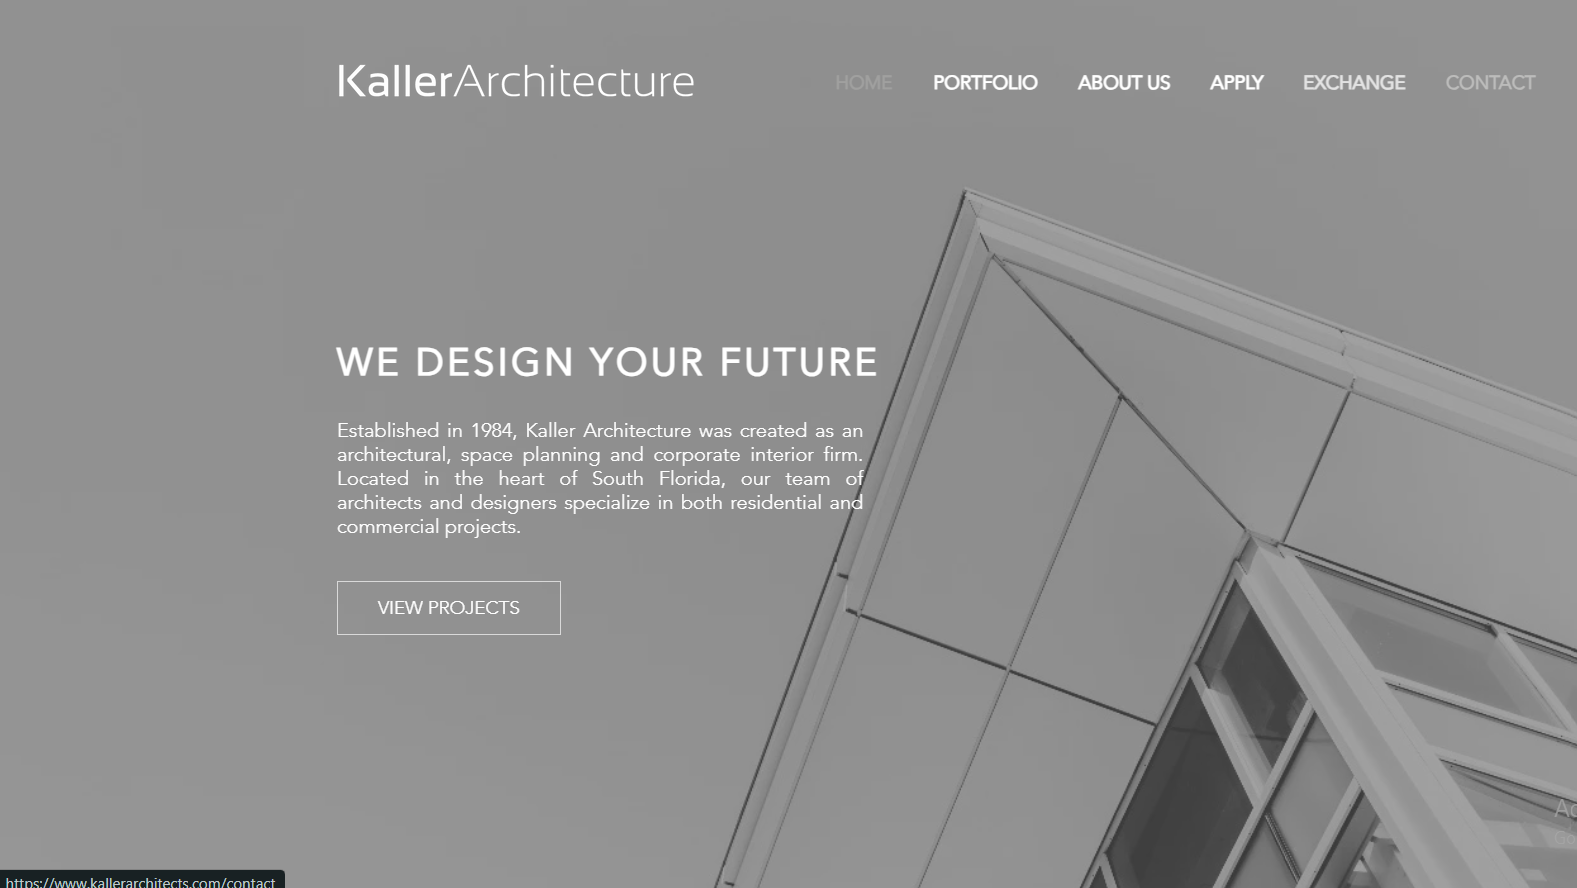 KallerArchitecture
HOME PORTFOLIO ABOUT US APPLY EXCHANGE CONTACT
WE DESIGN YOUR FUTURE
Established in 1984, Kaller Architecture was created as an
architectural, space planning and corporate interior firm.
Located in the heart of South Florida, our team of
architects and designers specialize in both residential and
commercial projects.
VIEW PROJECTS
https://www.kallerarchitects.com/contact